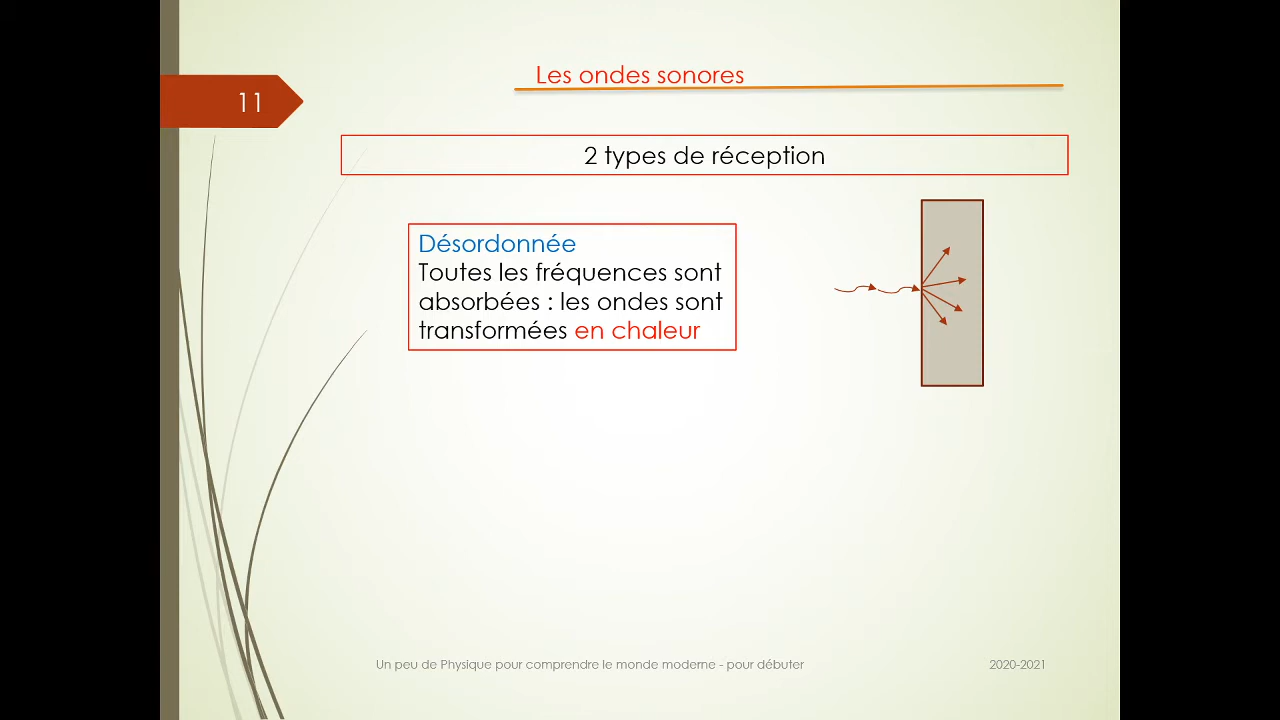 Les ondes sonores
11
2 types de réception
Désordonnée
Toutes les fréquences sont
absorbées : les ondes sont
transformées en chaleur
Un peu de Physique pour comprendre le monde moderne - pour débuter
2020-2021